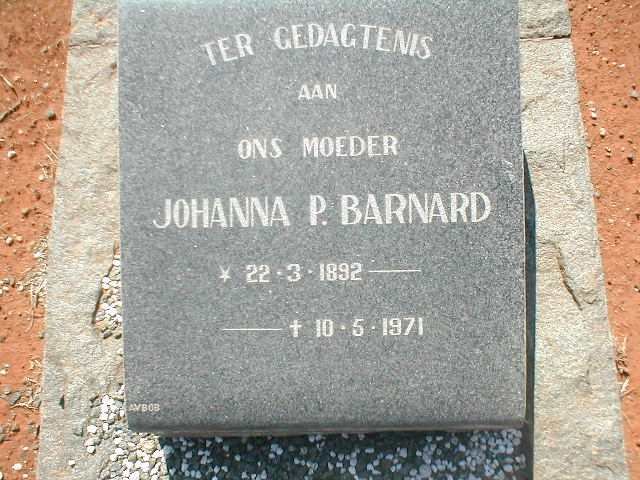 TER GEDAGTENIS
AAN
ONS MOEDER
JOHANNA P. BARNARD
* 22·3·1892 —
— † 10·5·1971
AVBOB